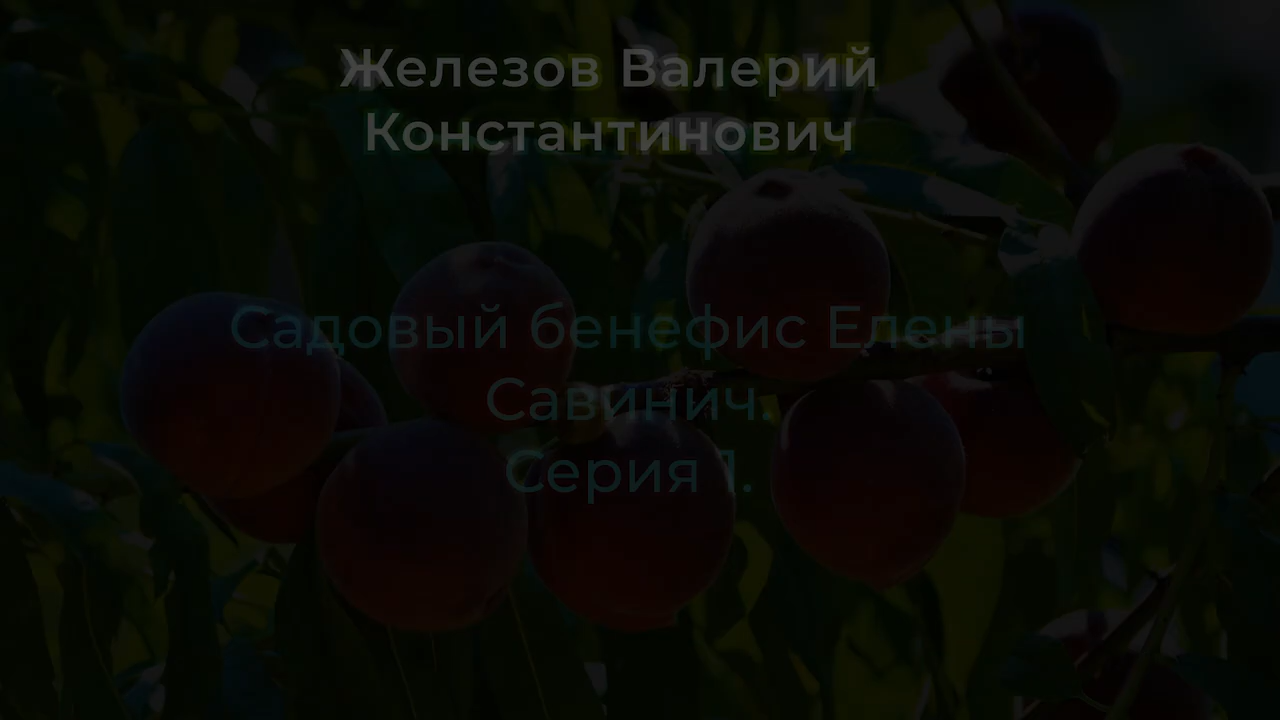 Железов Валерий
Константинович
Садовый бенефис Елены
Савинич.
Серия 1.